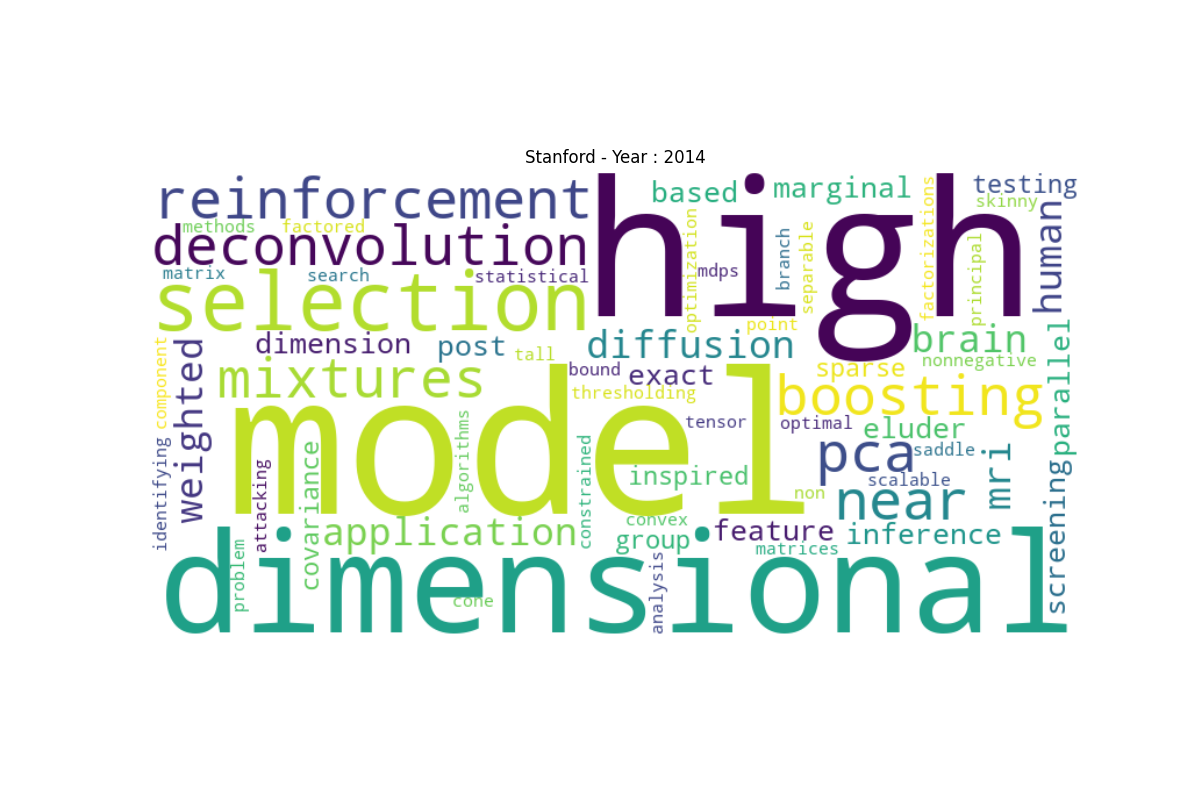 Stanford - Year : 2014
reinforcement
high
based
marginal
testing
skinny
methods
factored
deconvolution
optimization
mdps
branch
separable
factorizations
principal
human
matrix
search
statistical
selection
dimension
post
tall
diffusion
point
brain
nonnegative
component
weighted
mixtures
bound
exact
thresholding
sparse
boosting
parallel
model
tensor
optimal
eluder
identifying
attacking
covariance
algorithms
constrained
inspired
non
pca
saddle
scalable
near
mri
screening
application
convex
group
feature
matrices
inference
problem
dimensional
cone
analysis